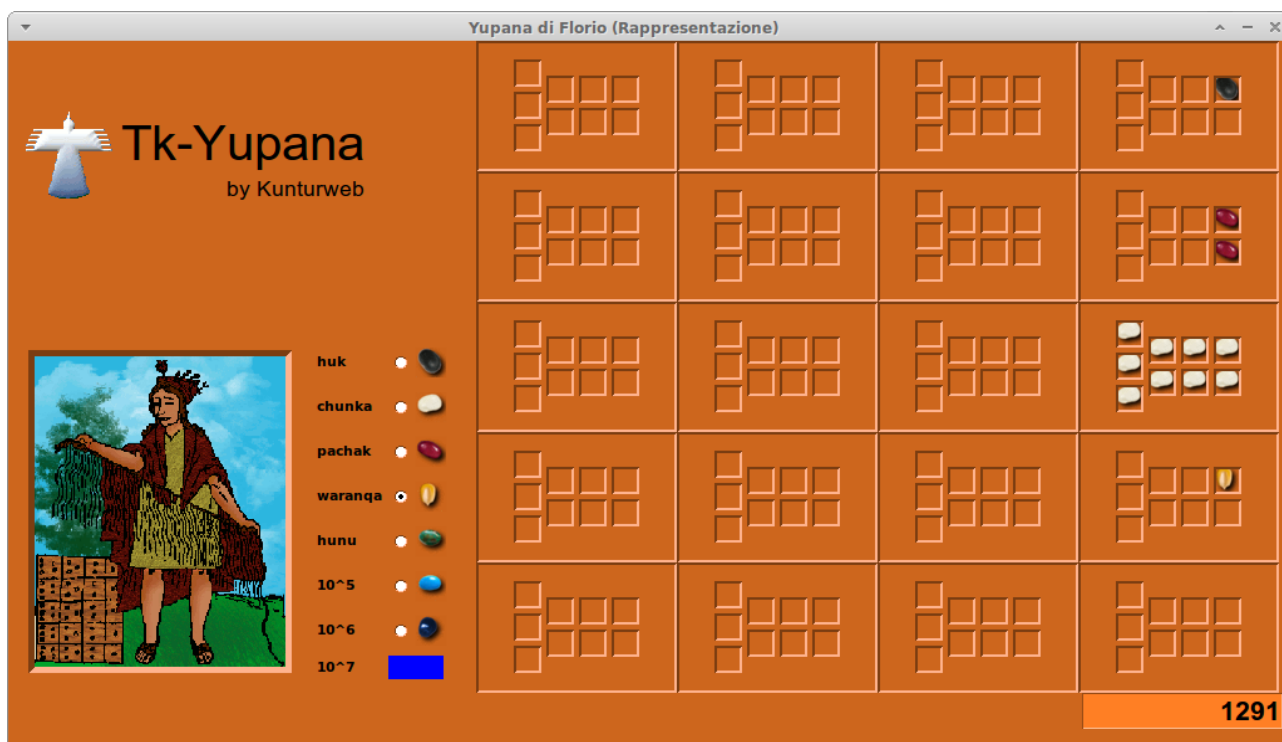 Yupana di Florio (Rappresentazione)
Tk-Yupana
by Kunturweb
huk
chunka
pachak
waranqa
hunu
10^5
10^6
10^7
1291